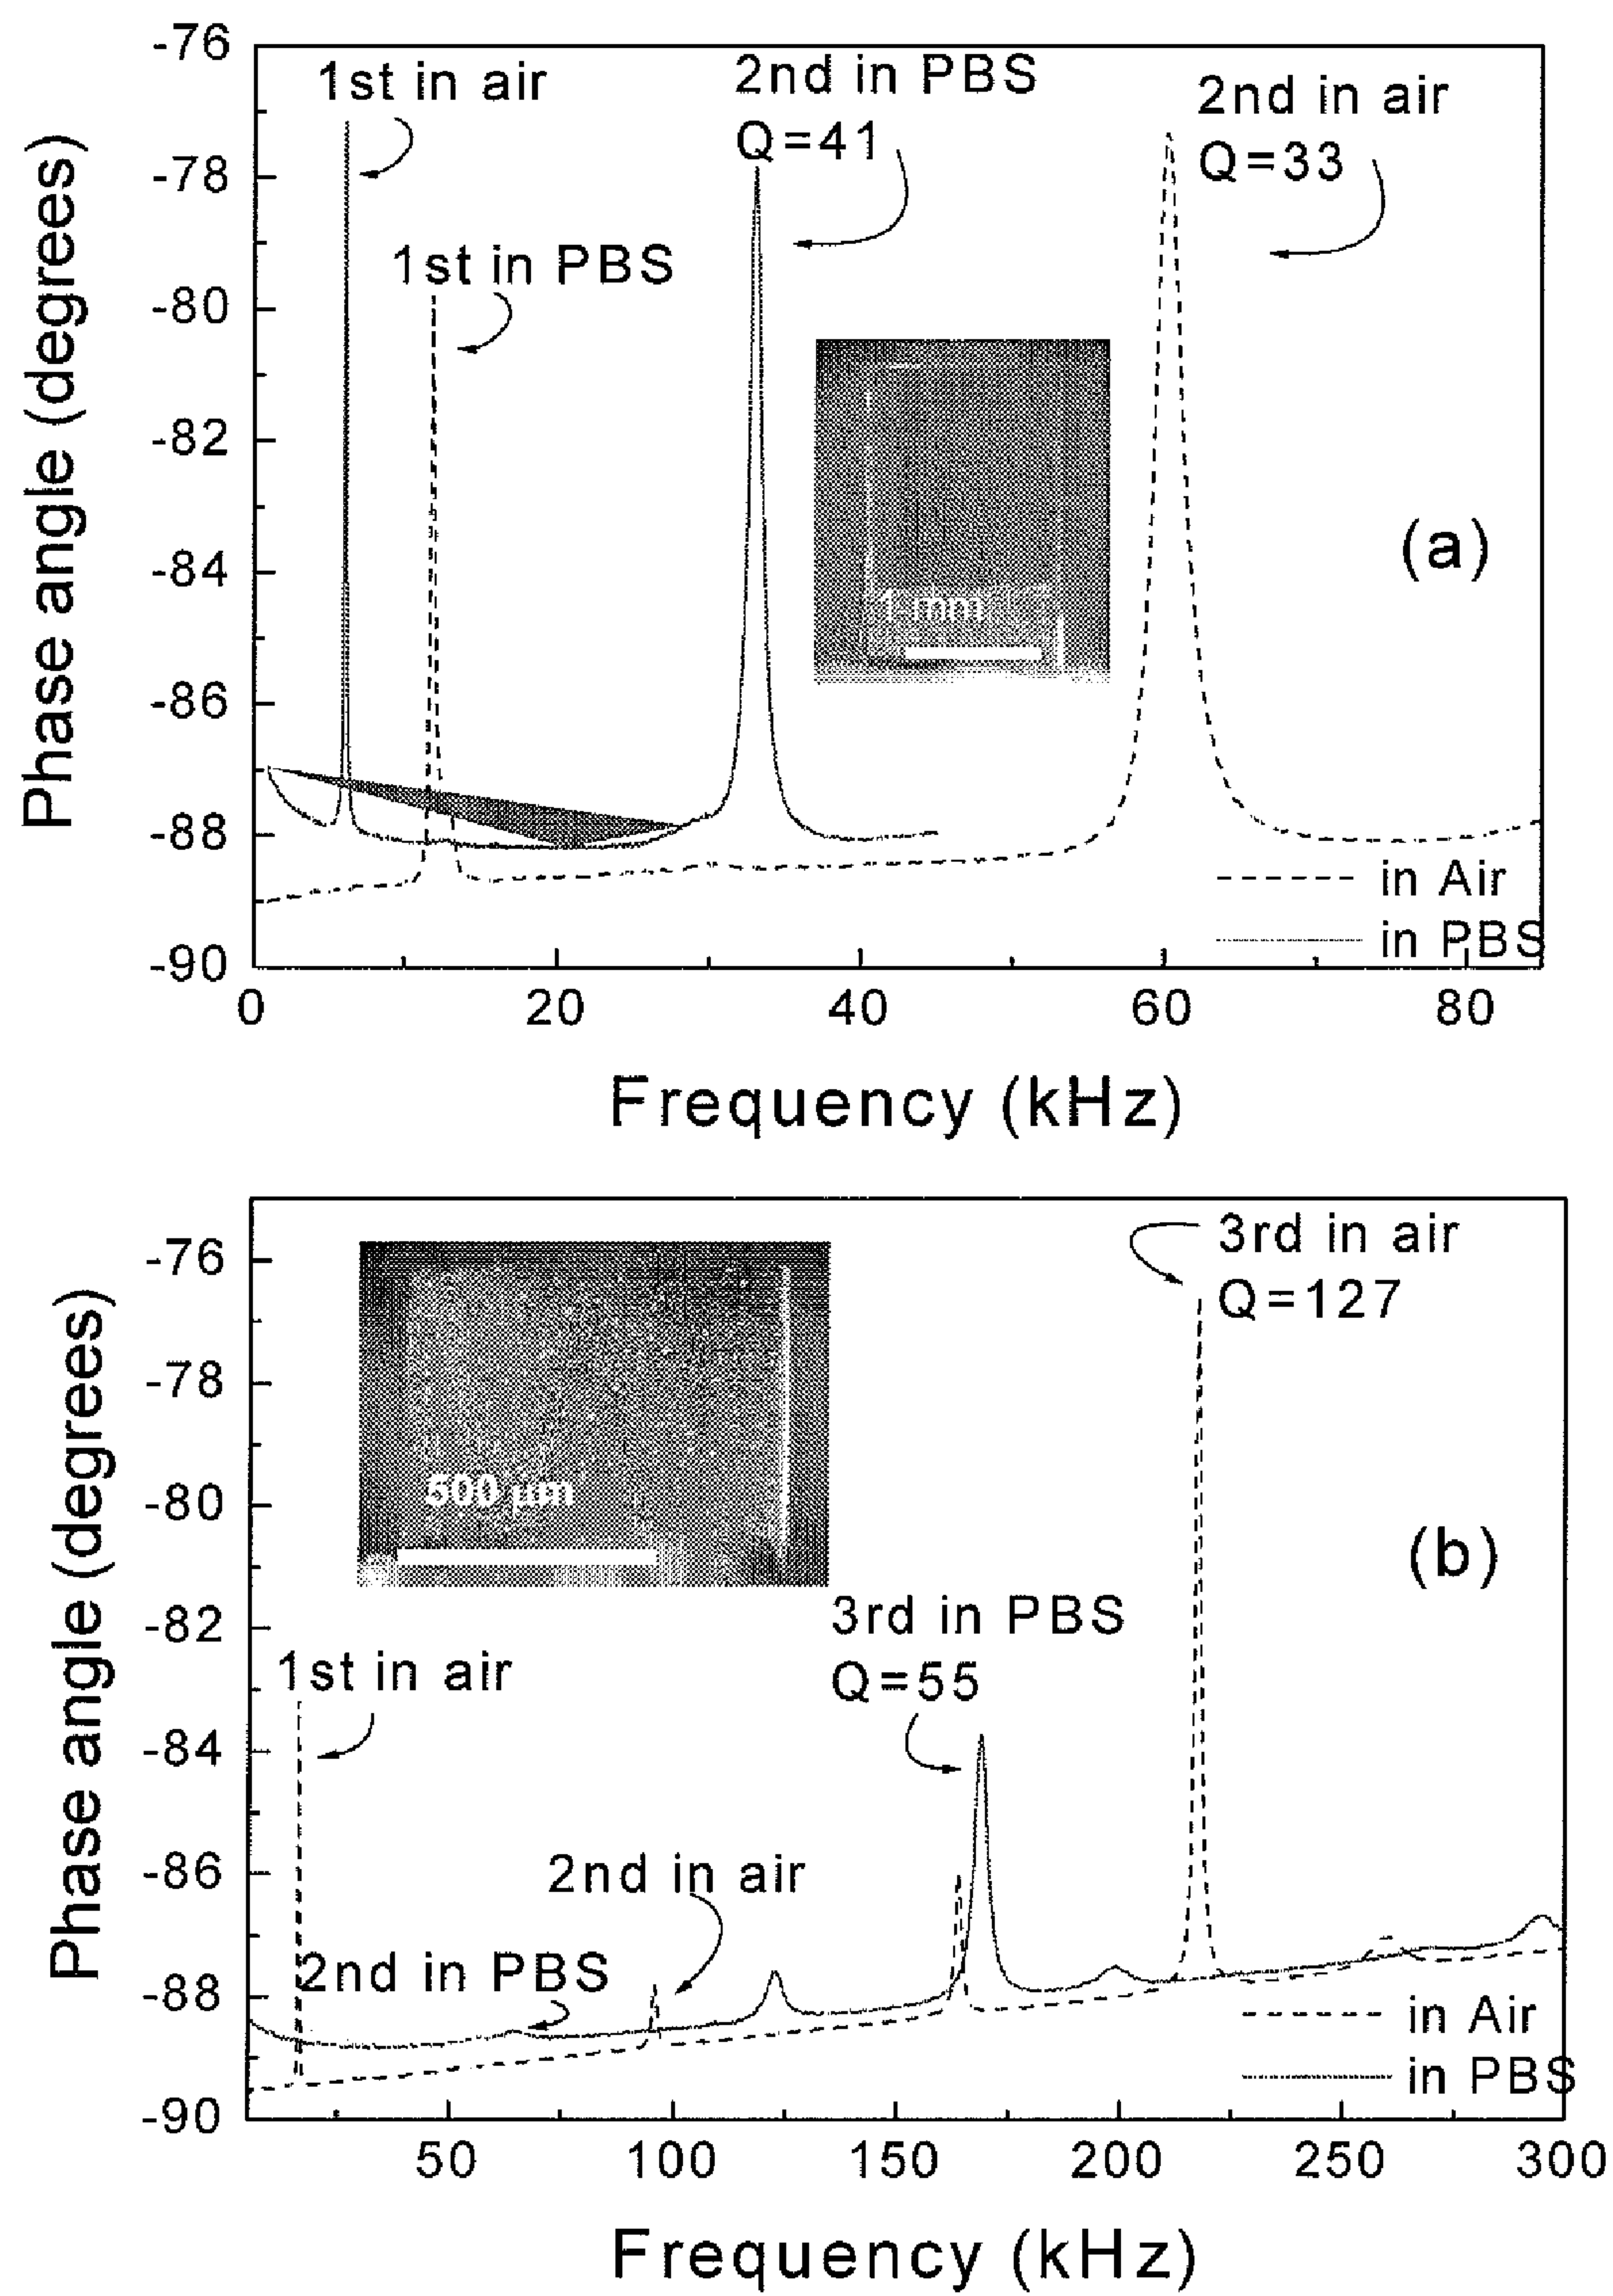 -76
1st in air
2nd in PBS
Q=41
2nd in air
Q=33
-78
1st in PBS
-80
-82
-84
(a)
1 mm
-86
-88
in Air
in PBS
-90
0 20 40 60 80
Phase angle (degrees)
Frequency (kHz)
3rd in air
Q=127
-76
-78
500 µm
-80
(b)
3rd in PBS
Q=55
-82
1st in air
-84
2nd in air
-86
2nd in PBS
-88
in Air
in PBS
-90
50 100 150 200 250 300
Phase angle (degrees)
Frequency (kHz)